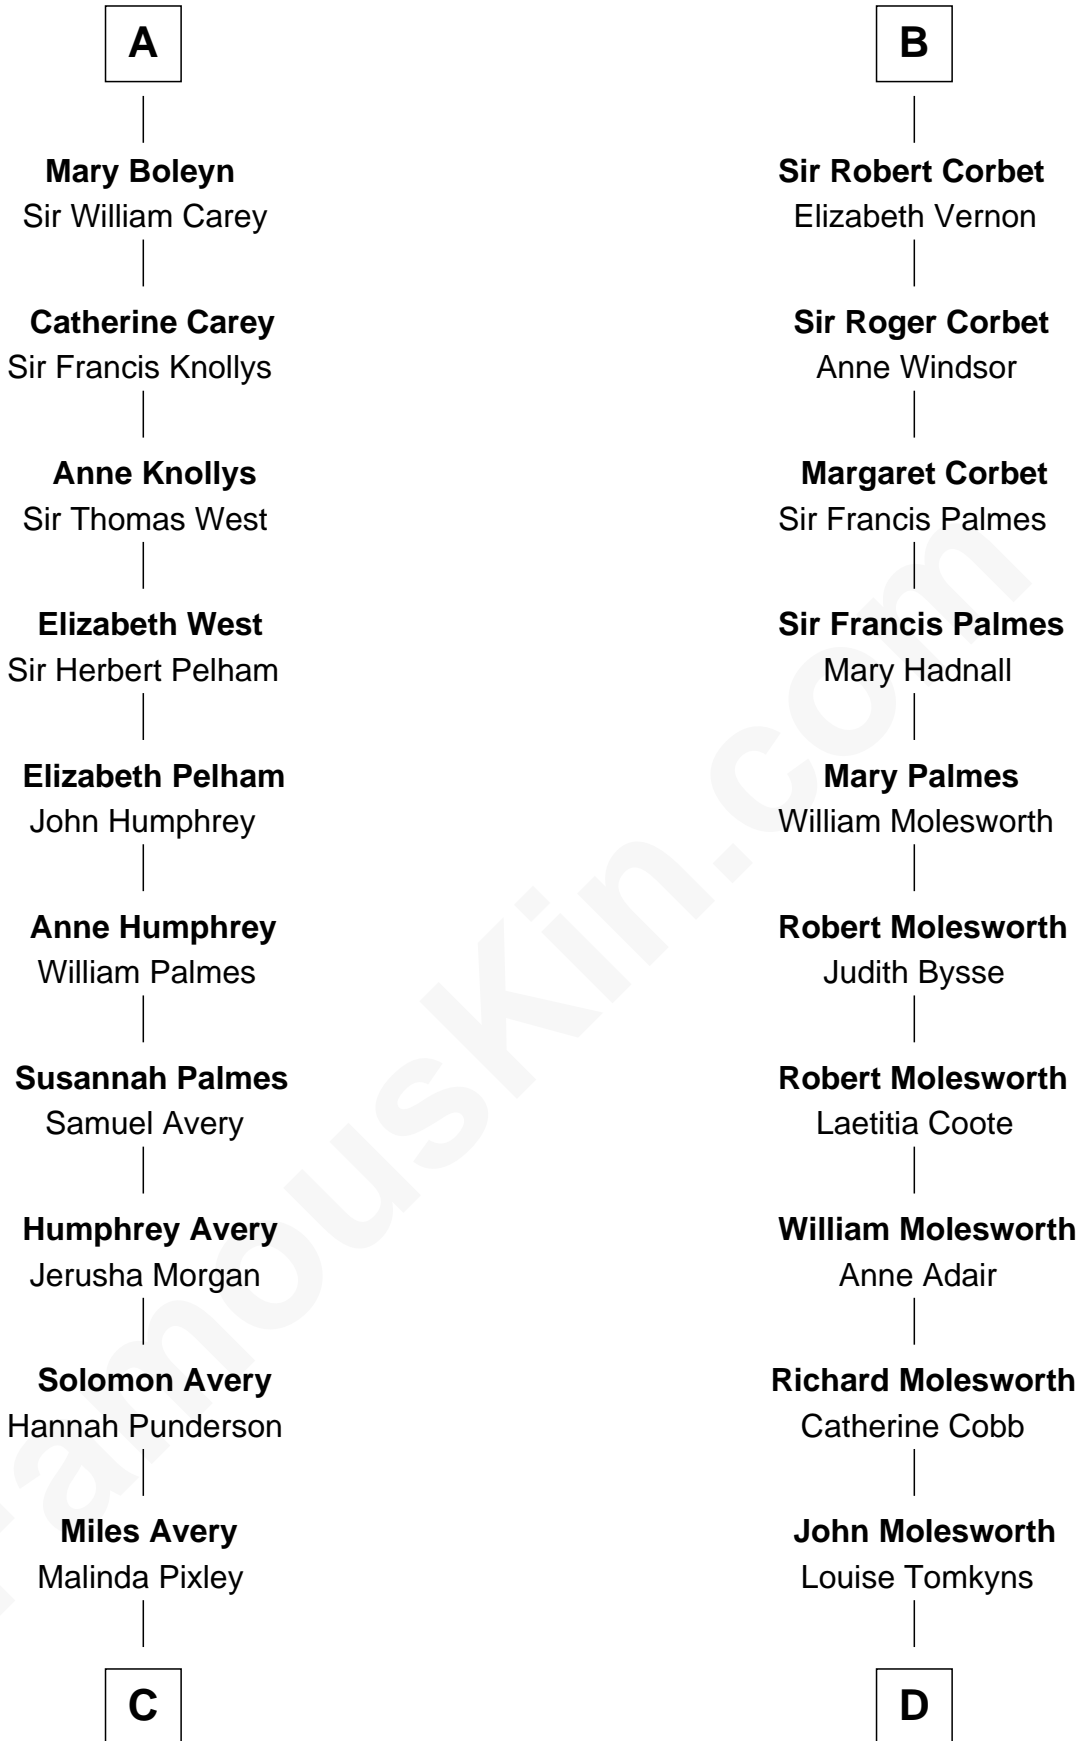 A
Mary Boleyn
Sir William Carey
Catherine Carey
Sir Francis Knollys
Anne Knollys
Sir Thomas West
Elizabeth West
Sir Herbert Pelham
Elizabeth Pelham
John Humphrey
Anne Humphrey
William Palmes
Susannah Palmes
Samuel Avery
Humphrey Avery
Jerusha Morgan
Solomon Avery
Hannah Punderson
Miles Avery
Malinda Pixley
C
B
Sir Robert Corbet
Elizabeth Vernon
Sir Roger Corbet
Anne Windsor
Margaret Corbet
Sir Francis Palmes
Sir Francis Palmes
Mary Hadnall
Mary Palmes
William Molesworth
Robert Molesworth
Judith Bysse
Robert Molesworth
Laetitia Coote
William Molesworth
Anne Adair
Richard Molesworth
Catherine Cobb
John Molesworth
Louise Tomkyns
D
FamousKin.com